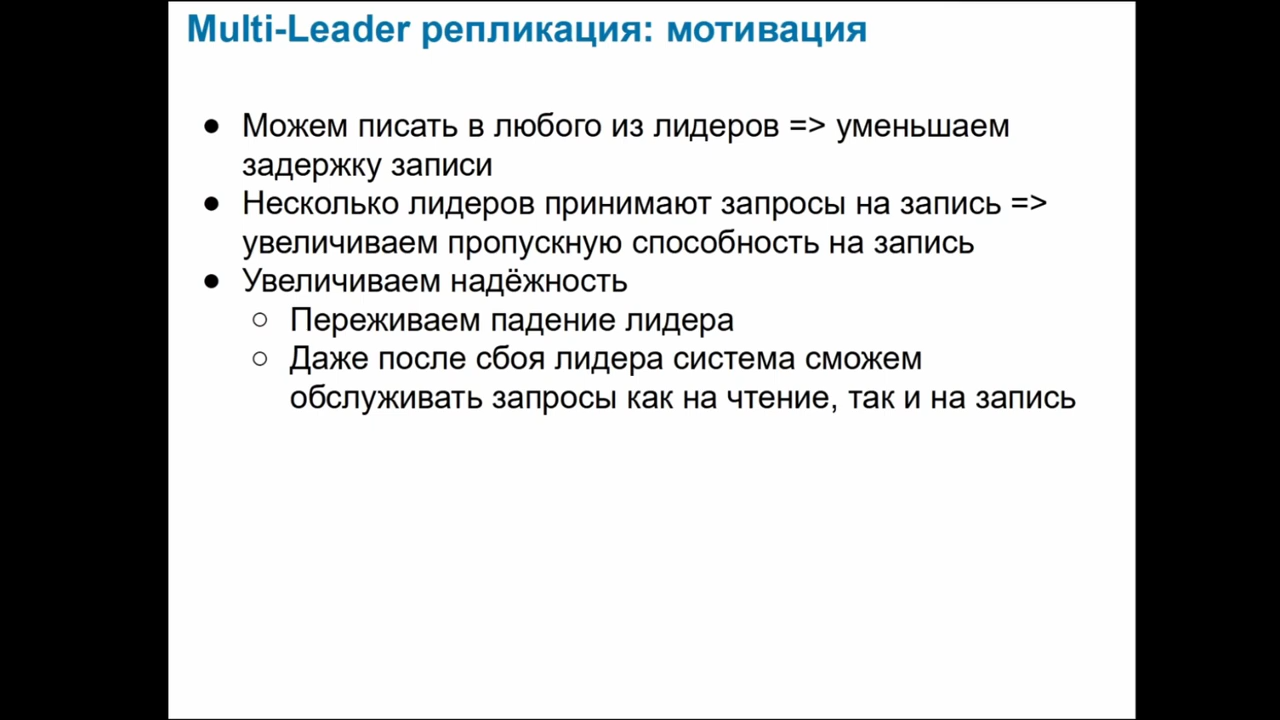 Multi-Leader репликация: мотивация
● Можем писать в любого из лидеров => уменьшаем
задержку записи
● Несколько лидеров принимают запросы на запись =>
увеличиваем пропускную способность на запись
● Увеличиваем надёжность
○ Переживаем падение лидера
○ Даже после сбоя лидера система сможем
обслуживать запросы как на чтение, так и на запись